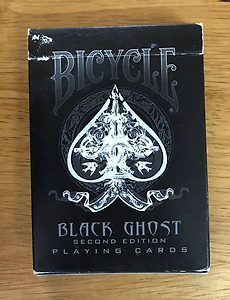 BICYCLE
BLACK GHOST
SECOND EDITION
PLAYING CARDS